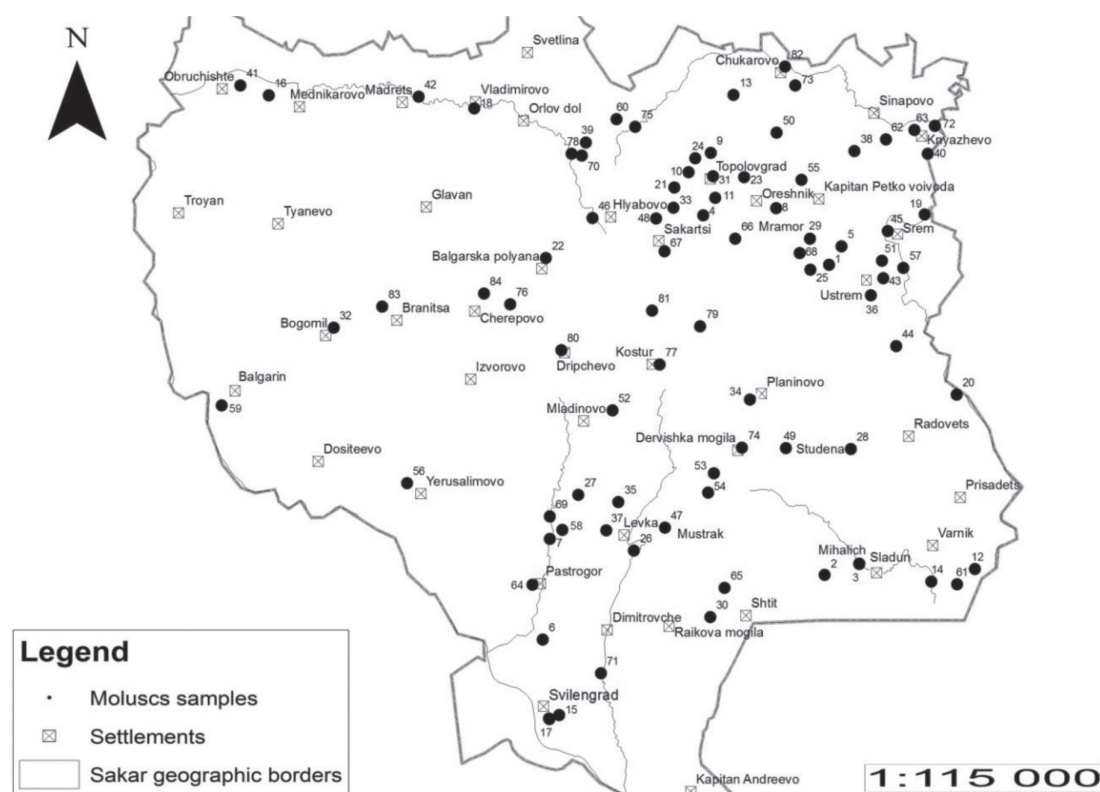 N
Svetlina
Chukarovo
82
Obruchishte
41
16
Mednikarovo
Madrets
42
Vladimirovo
18
Orlov dol
13
73
Sinapovo
60
75
39
78
70
50
38
62
63
72
Knyazhevo
40
24
9
10
Topolovgrad
31
23
55
Kapitan Petko voivoda
21
11
Oreshnik
8
Troyan
Tyanevo
Glavan
46
Hlyabovo
48
33
4
19
Sakartsi
67
66
Mramor
29
68
5
1
25
45
Srem
51
57
43
Ustrem
36
22
Balgarska polyana
84
76
Cherepovo
83
Branitsa
Bogomil
32
81
79
44
80
Dripchevo
Kostur
77
Izvorovo
Balgarin
59
34
Planinovo
20
Mladinovo
52
Radovets
Dervishka mogila
74
49
Studena
28
Dositeevo
56
Yerusalimovo
53
54
Prisadets
27
35
69
58
7
37
Levka
26
47
Mustrak
Varnik
Mihalich
2
3
Sladun
14
61
12
64
Pastrogor
65
30
Shtit
6
Dimitrovche
Raikova mogila
71
Svilengrad
15
17
Kapitan Andreevo
Legend
Moluscs samples
Settlements
Sakar geographic borders
1:115 000